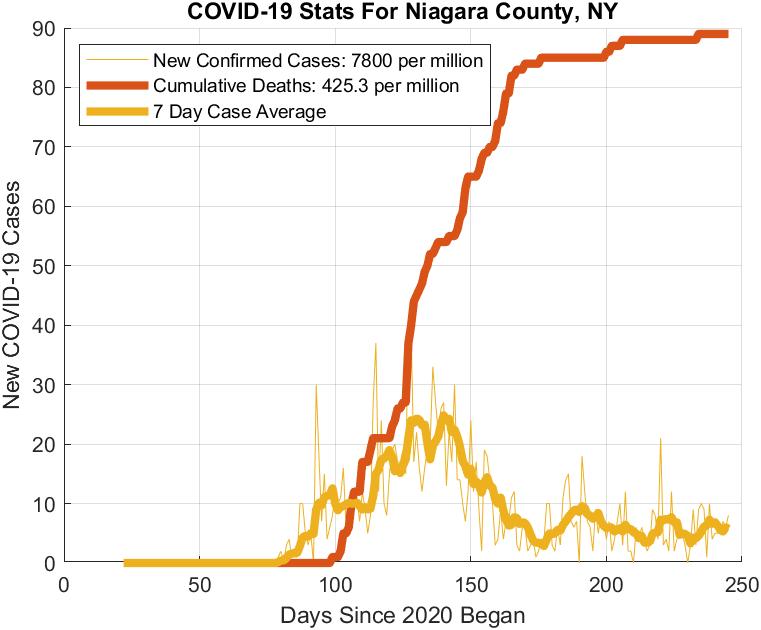 COVID-19 Stats For Niagara County, NY
New Confirmed Cases: 7800 per million
Cumulative Deaths: 425.3 per million
7 Day Case Average
New COVID-19 Cases
90
80
70
60
50
40
30
20
10
0
0 50 100 150 200 250
Days Since 2020 Began